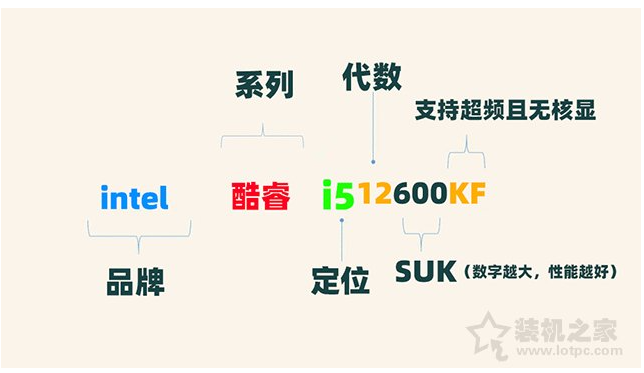 系列
代数
支持超频且无核显
intel 酷睿 i5 12600KF
品牌
定位
SUK（数字越大，性能越好）
装机之家
www.lotpc.com